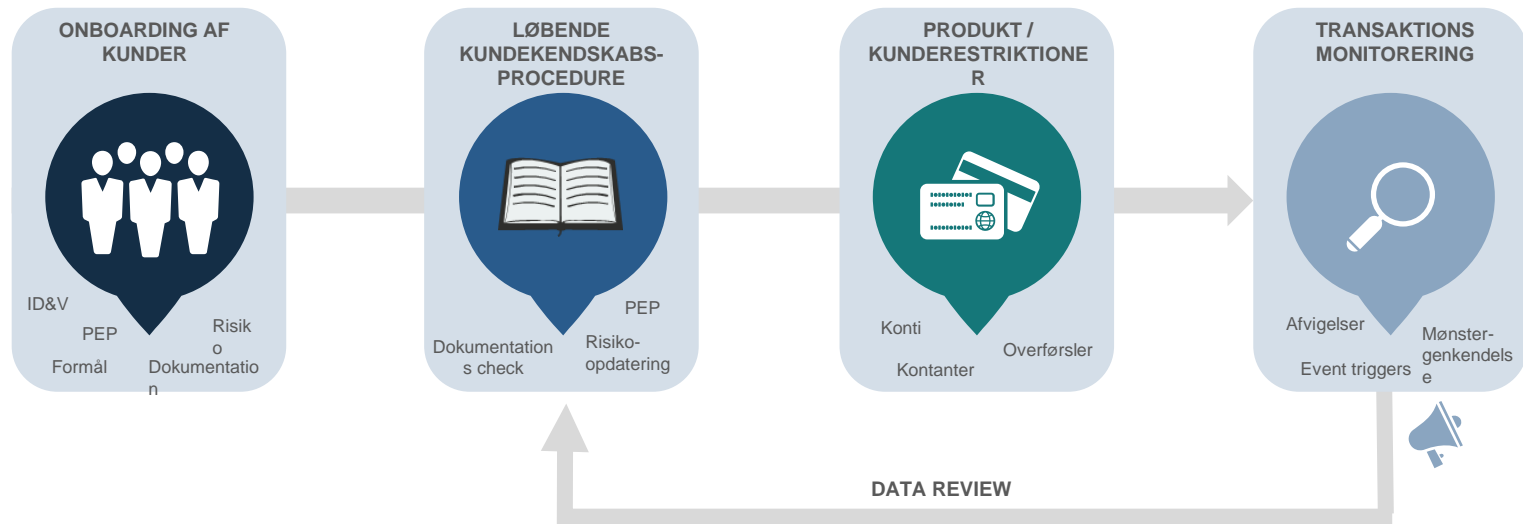 ONBOARDING AF
KUNDER
ID&V
PEP
Risik
o
Formål
Dokumentatio
n
LØBENDE
KUNDEKENDSKABS-
PROCEDURE
PEP
Dokumentation
s check
Risiko-
opdatering
PRODUKT /
KUNDERESTRIKTIONE
R
Konti
Overførsler
Kontanter
TRANSAKTIONS
MONITORERING
Afvigelser
Mønster-
genkendels
e
Event triggers
DATA REVIEW